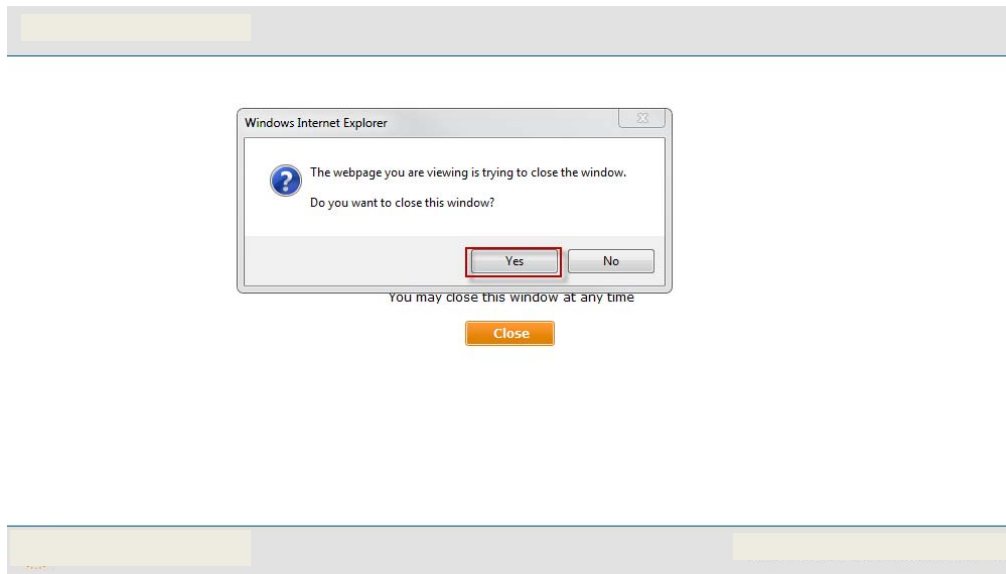 Windows Internet Explorer
The webpage you are viewing is trying to close the window.
Do you want to close this window?
Yes No
You may close this window at any time
Close